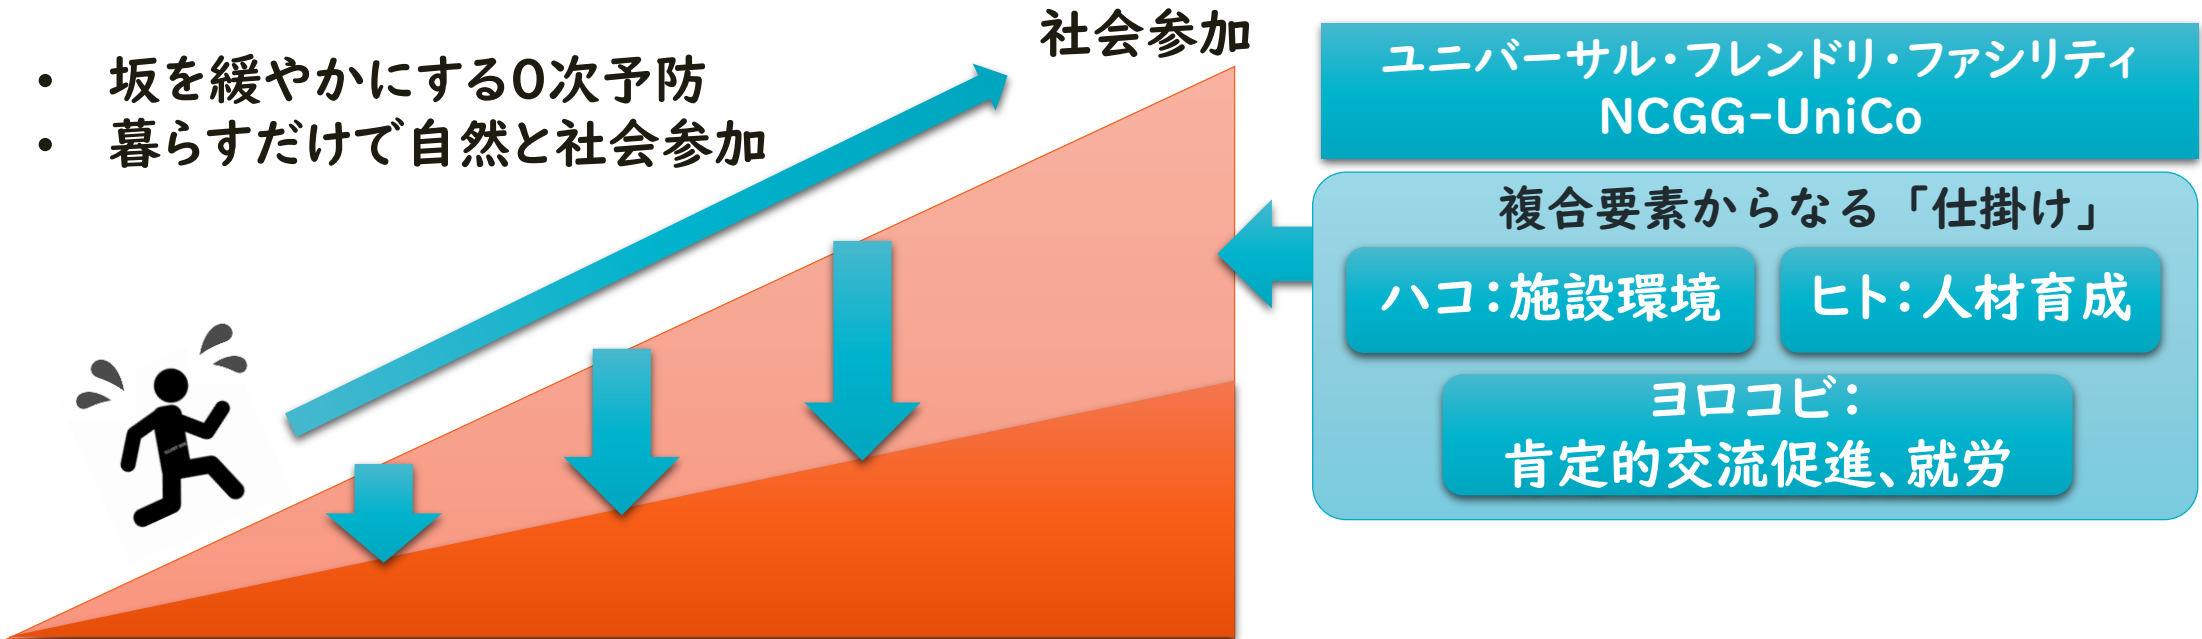 社会参加
• 坂を緩やかにする0次予防
• 暮らすだけで自然と社会参加
ユニバーサル・フレンドリ・ファシリティ
NCGG-UniCo
複合要素からなる「仕掛け」
ハコ：施設環境
ヒト：人材育成
ヨロコビ：
肯定的交流促進、就労